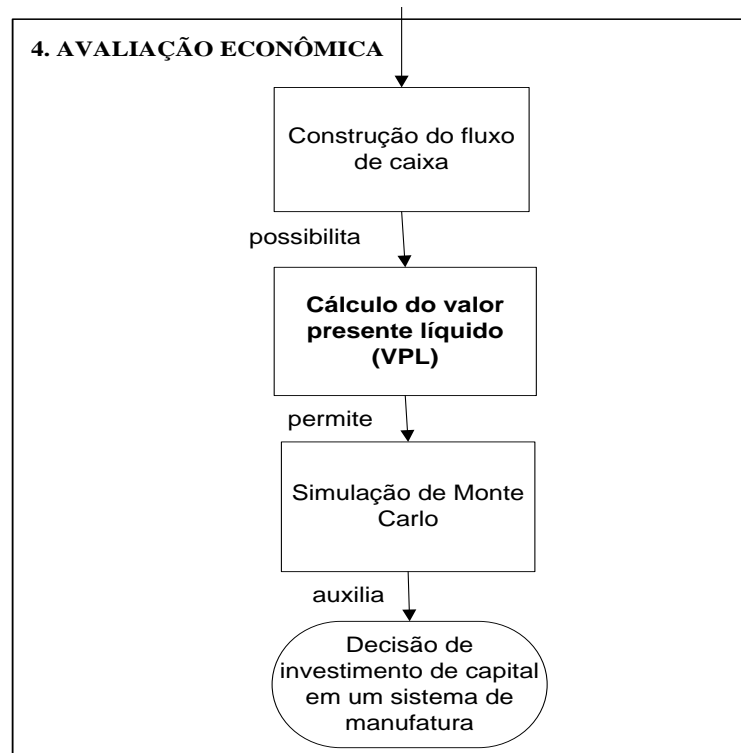 4. AVALIAÇÃO ECONÔMICA
Construção do fluxo
de caixa
possibilita
Cálculo do valor
presente líquido
(VPL)
permite
Simulação de Monte
Carlo
auxilia
Decisão de
investimento de capital
em um sistema de
manufatura